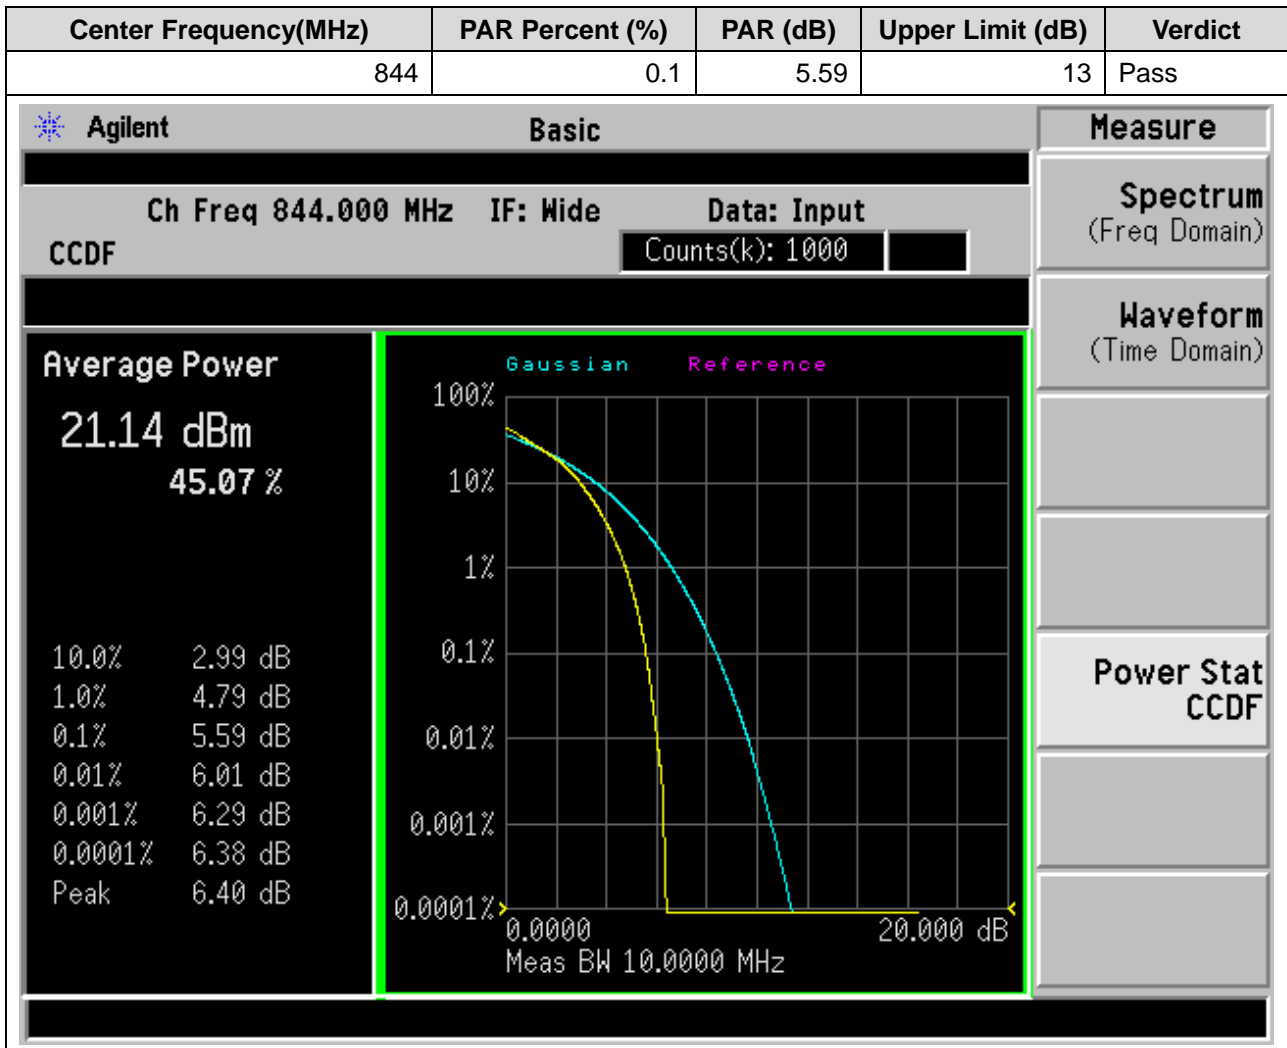 Center Frequency(MHz) PAR Percent (%) PAR (dB) Upper Limit (dB) Verdict
844 0.1 5.59 13 Pass
Agilent Basic Measure
Ch Freq 844.000 MHz IF: Wide Data: Input
CCDF Counts(k): 1000
Spectrum
(Freq Domain)
Waveform
(Time Domain)
Power Stat
CCDF
Average Power
21.14 dBm
45.07 %
10.0% 2.99 dB
1.0% 4.79 dB
0.1% 5.59 dB
0.01% 6.01 dB
0.001% 6.29 dB
0.0001% 6.38 dB
Peak 6.40 dB
Gaussian Reference
100%
10%
1%
0.1%
0.01%
0.001%
0.0001%
0.0000 20.000 dB
Meas BW 10.0000 MHz